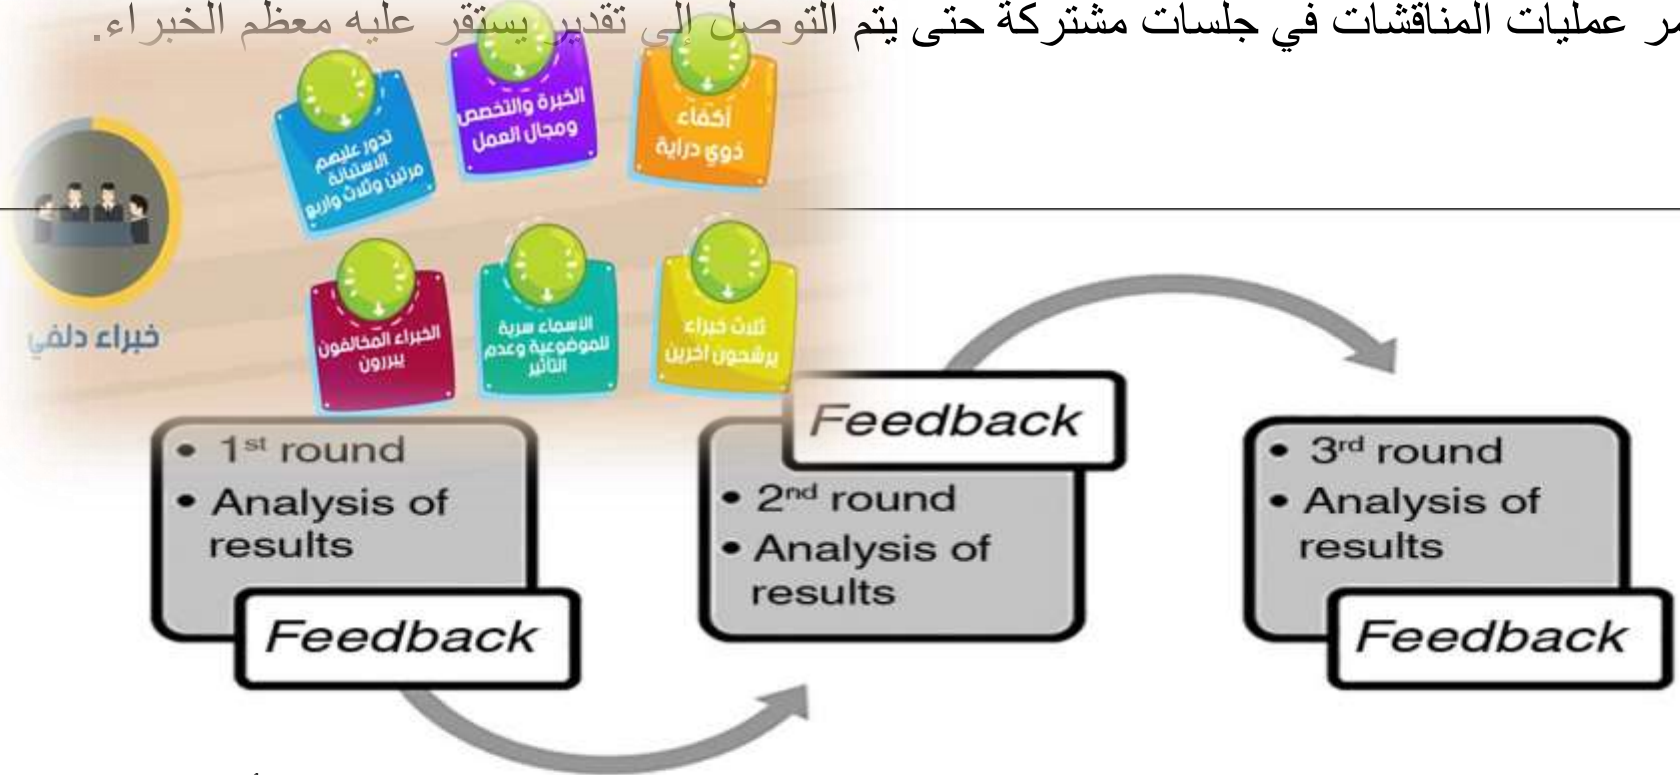 عمليات المناقشات في جلسات مشتركة حتى يتم التوصل إلى تقدير يستقر عليه معظم الخبراء.
أكفاء
ذوي دراية
الخبرة والتخصص
ومجال العمل
تدور عليهم
الاستبانة
مرتين وثلاث واربع
ثلاث خبراء
يرشحون اخرين
الأسماء سرية
للموضوعية وعدم
التأثير
الخبراء المخالفون
يبررون
خبراء دلفي
• 1st round
• Analysis of
results
Feedback
Feedback
• 2nd round
• Analysis of
results
• 3rd round
• Analysis of
results
Feedback